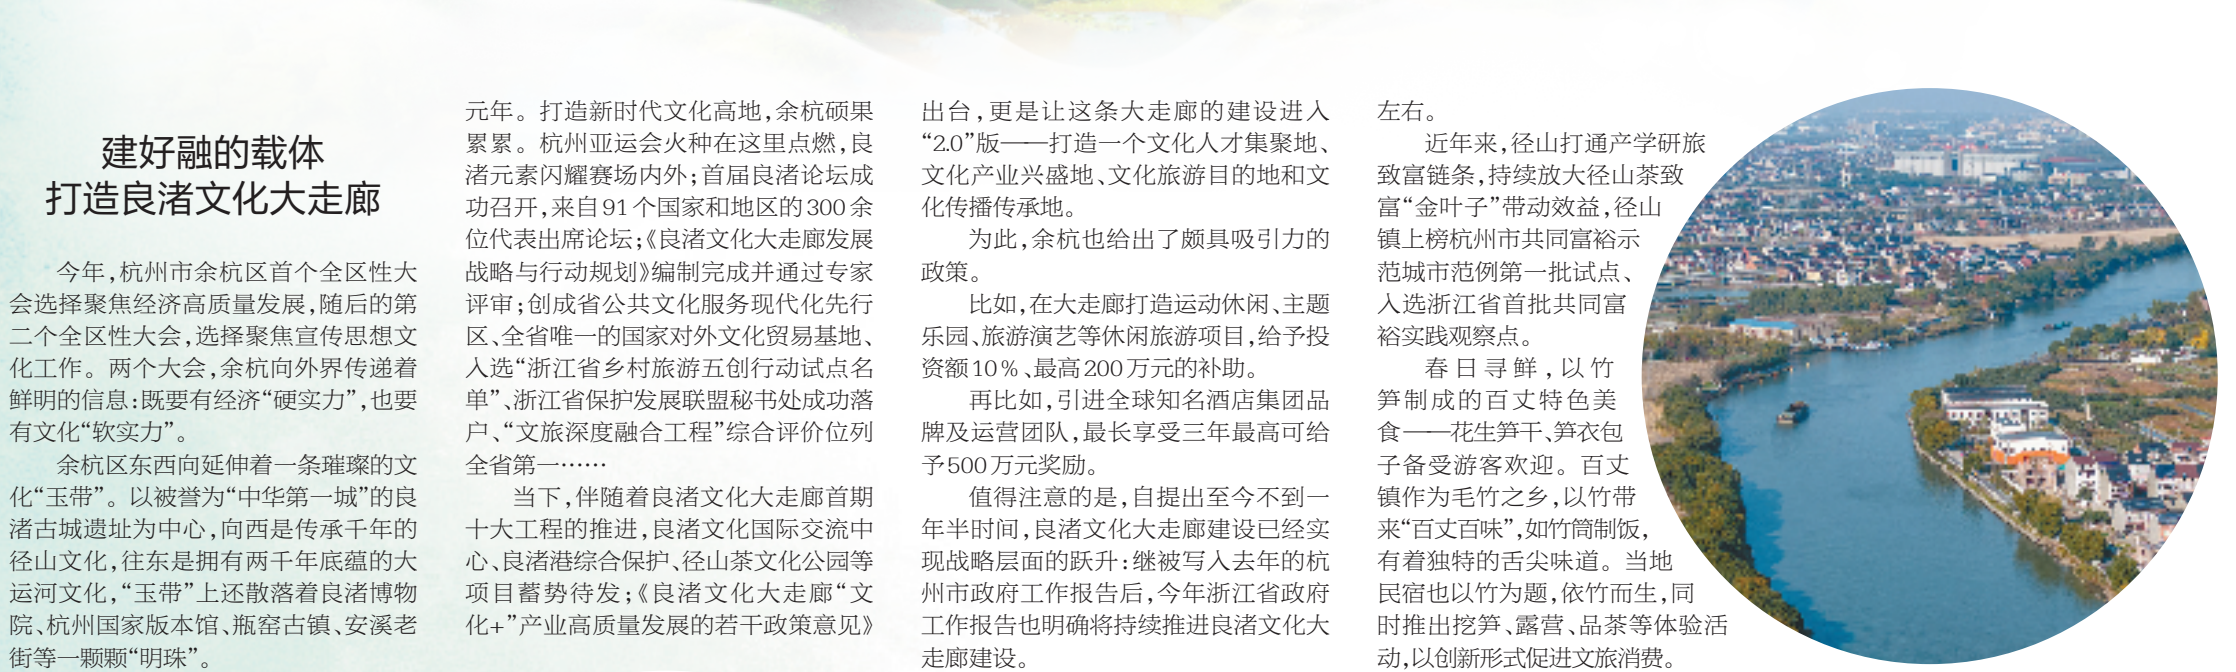 建好融的载体
打造良渚文化大走廊
今年,杭州市余杭区首个全区性大
会选择聚焦经济高质量发展,随后的第
二个全区性大会,选择聚焦宣传思想文
化工作。两个大会,余杭向外界传递着
鲜明的信息:既要有经济“硬实力”,也要
有文化“软实力”。
余杭区东西向延伸着一条璀璨的文
化“玉带”。以被誉为“中华第一城”的良
渚古城遗址为中心,向西是传承千年的
径山文化,往东是拥有两千年底蕴的大
运河文化,“玉带”上还散落着良渚博物
院、杭州国家版本馆、瓶窑古镇、安溪老
街等一颗颗“明珠”。
元年。打造新时代文化高地,余杭硕果
累累。杭州亚运会火种在这里点燃,良
渚元素闪耀赛场内外;首届良渚论坛成
功召开,来自91个国家和地区的300余
位代表出席论坛;《良渚文化大走廊发展
战略与行动规划》编制完成并通过专家
评审;创成省公共文化服务现代化先行
区、全省唯一的国家对外文化贸易基地、
入选“浙江省乡村旅游五创行动试点名
单”、浙江省保护发展联盟秘书处成功落
户、“文旅深度融合工程”综合评价位列
全省第一……
当下,伴随着良渚文化大走廊首期
十大工程的推进,良渚文化国际交流中
心、良渚港综合保护、径山茶文化公园等
项目蓄势待发;《良渚文化大走廊“文
化+”产业高质量发展的若干政策意见》
出台,更是让这条大走廊的建设进入
“2.0”版——打造一个文化人才集聚地、
文化产业兴盛地、文化旅游目的地和文
化传播传承地。
为此,余杭也给出了颇具吸引力的
政策。
比如,在大走廊打造运动休闲、主题
乐园、旅游演艺等休闲旅游项目,给予投
资额10%、最高200万元的补助。
再比如,引进全球知名酒店集团品
牌及运营团队,最长享受三年最高可给
予500万元奖励。
值得注意的是,自提出至今不到一
年半时间,良渚文化大走廊建设已经实
现战略层面的跃升:继被写入去年的杭
州市政府工作报告后,今年浙江省政府
工作报告也明确将持续推进良渚文化大
走廊建设。
左右。
近年来,径山打通产学研旅
致富链条,持续放大径山茶致
富“金叶子”带动效益,径山
镇上榜杭州市共同富裕示
范城市范例第一批试点、
入选浙江省首批共同富
裕实践观察点。
春日寻鲜,以竹
笋制成的百丈特色美
食——花生笋干、笋衣包
子备受游客欢迎。百丈
镇作为毛竹之乡,以竹带
来“百丈百味”,如竹筒制饭,
有着独特的舌尖味道。当地
民宿也以竹为题,依竹而生,同
时推出挖笋、露营、品茶等体验活
动,以创新形式促进文旅消费。